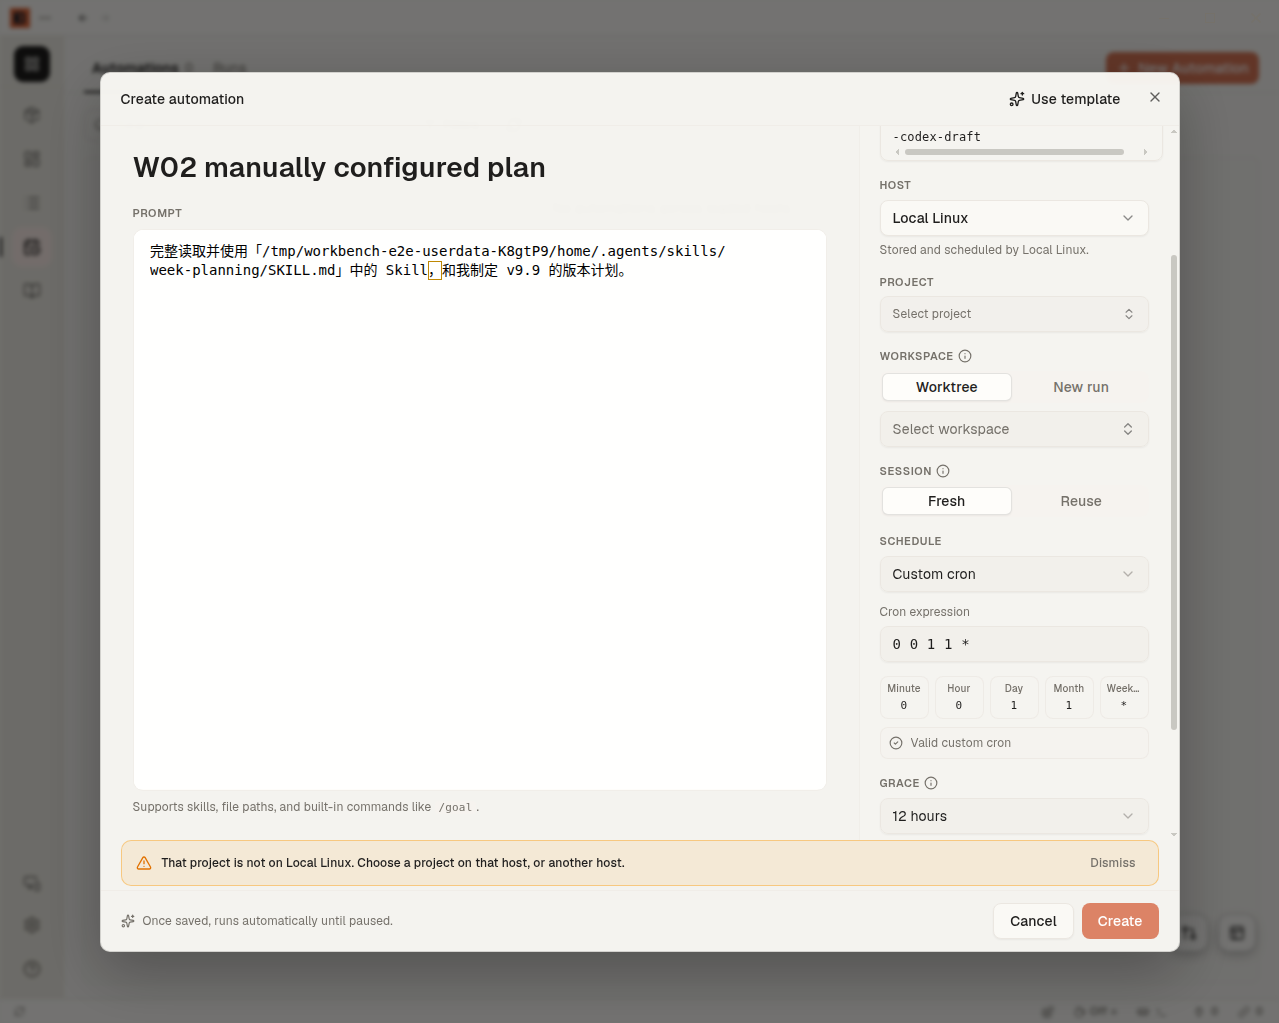 Automations 0 Runs
New Automation
Create automation
Use template
W02 manually configured plan
PROMPT
完整读取并使用「/tmp/workbench-e2e-userdata-K8gtP9/home/.agents/skills/
week-planning/SKILL.md」中的 Skill，和我制定 v9.9 的版本计划。
Supports skills, file paths, and built-in commands like /goal.
-codex-draft
HOST
Local Linux
Stored and scheduled by Local Linux.
PROJECT
Select project
WORKSPACE
Worktree New run
Select workspace
SESSION
Fresh Reuse
SCHEDULE
Custom cron
Cron expression
0 0 1 1 *
Minute Hour Day Month Week…
0 0 1 1 *
Valid custom cron
GRACE
12 hours
That project is not on Local Linux. Choose a project on that host, or another host.
Dismiss
Once saved, runs automatically until paused.
Cancel Create